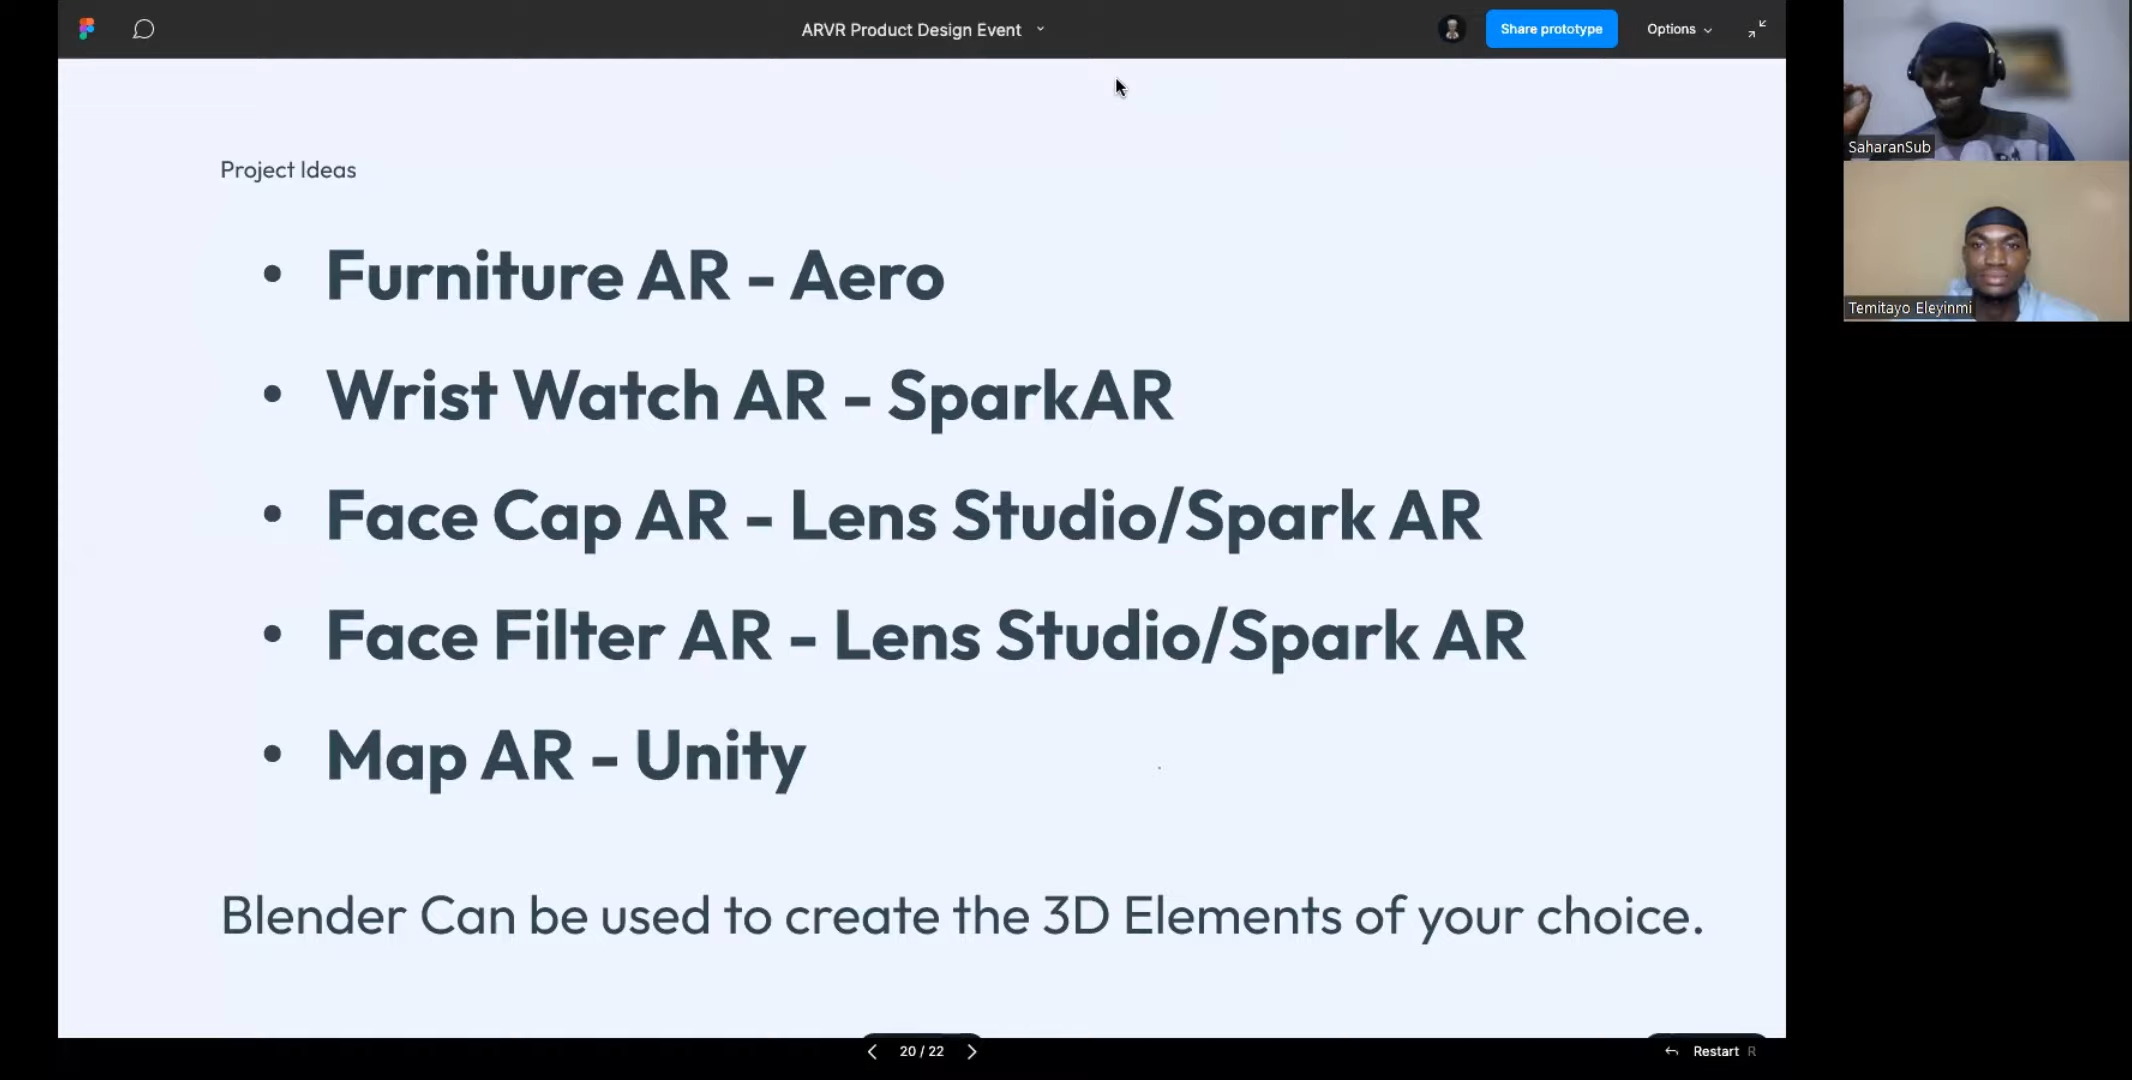 ARVR Product Design Event
Share prototype
Options
SaharanSub
Temitayo Eleyinmi
Project Ideas
• Furniture AR - Aero
• Wrist Watch AR - SparkAR
• Face Cap AR - Lens Studio/Spark AR
• Face Filter AR - Lens Studio/Spark AR
• Map AR - Unity
Blender Can be used to create the 3D Elements of your choice.
20 / 22
Restart R